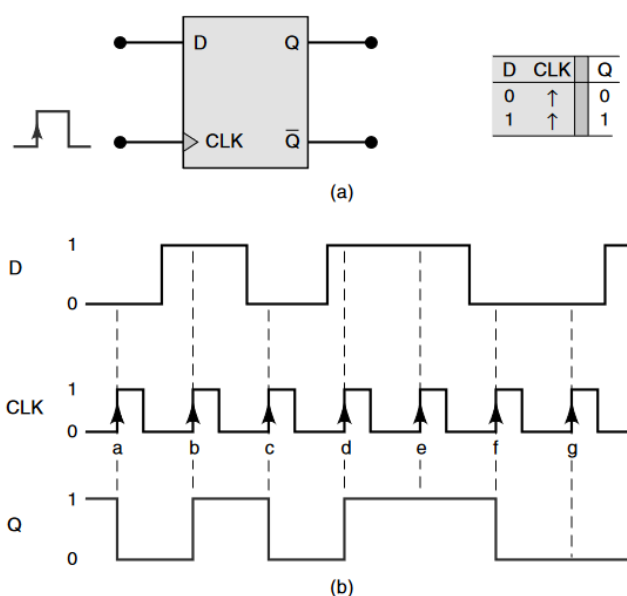 D Q
CLK Q̅
D CLK Q
0 ↑ 0
1 ↑ 1
(a)
1
D
0
1
CLK
0
a b c d e f g
1
Q
0
(b)